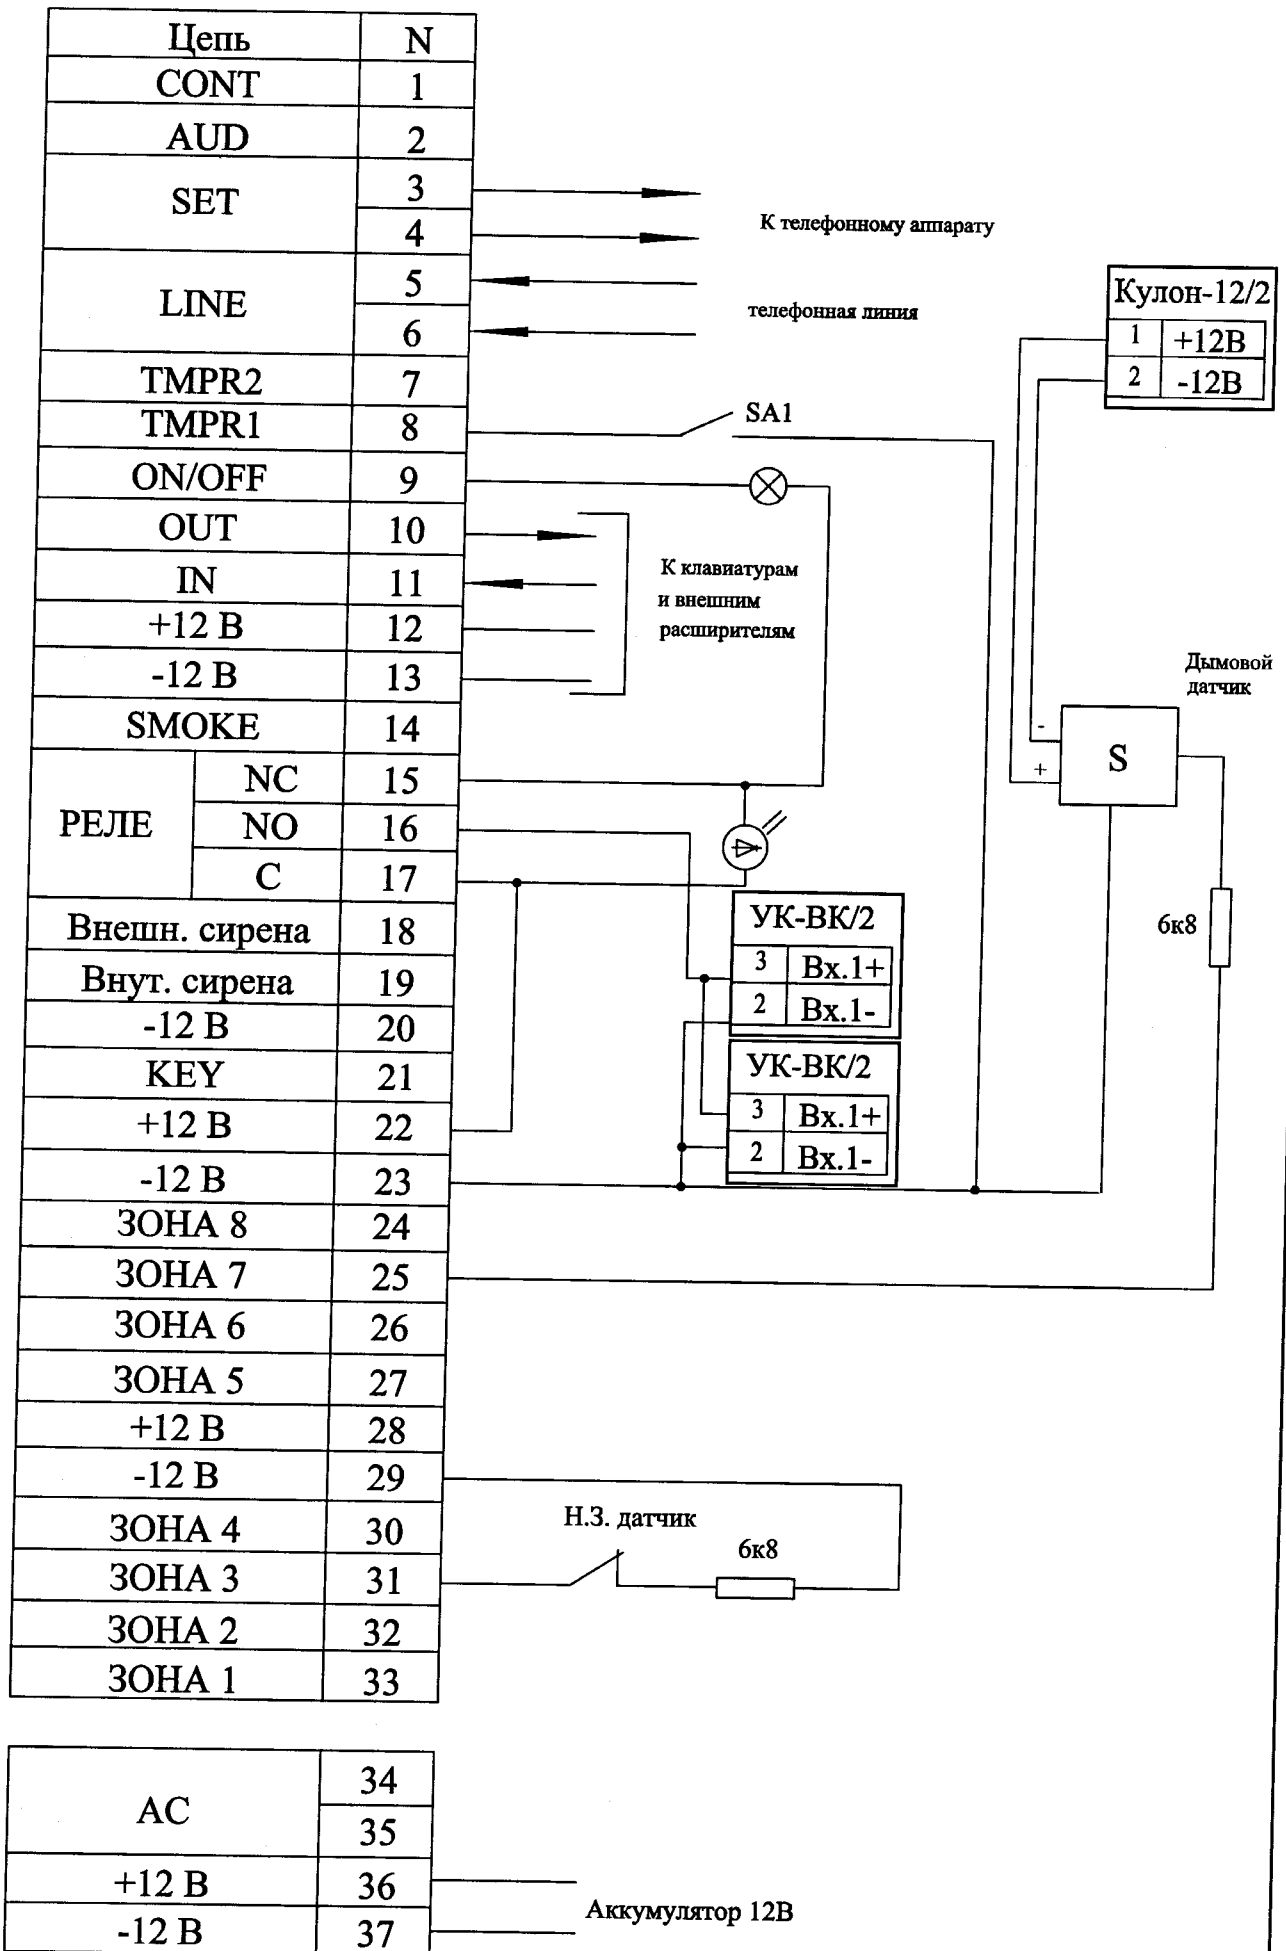 Цепь N
CONT 1
AUD 2
SET 3
4
К телефонному аппарату
LINE 5
6
телефонная линия
Кулон-12/2
1 +12В
2 -12В
TMPR2 7
TMPR1 8
SA1
ON/OFF 9
OUT 10
IN 11
+12 В 12
-12 В 13
К клавиатурам
и внешним
расширителям
Дымовой
датчик
-
+
S
SMOKE 14
РЕЛЕ
NC 15
NO 16
C 17
6к8
УК-ВК/2
3 Вх.1+
2 Вх.1-
УК-ВК/2
3 Вх.1+
2 Вх.1-
Внешн. сирена 18
Внут. сирена 19
-12 В 20
KEY 21
+12 В 22
-12 В 23
ЗОНА 8 24
ЗОНА 7 25
ЗОНА 6 26
ЗОНА 5 27
+12 В 28
-12 В 29
ЗОНА 4 30
Н.З. датчик
6к8
ЗОНА 3 31
ЗОНА 2 32
ЗОНА 1 33
AC 34
35
+12 В 36
-12 В 37
Аккумулятор 12В